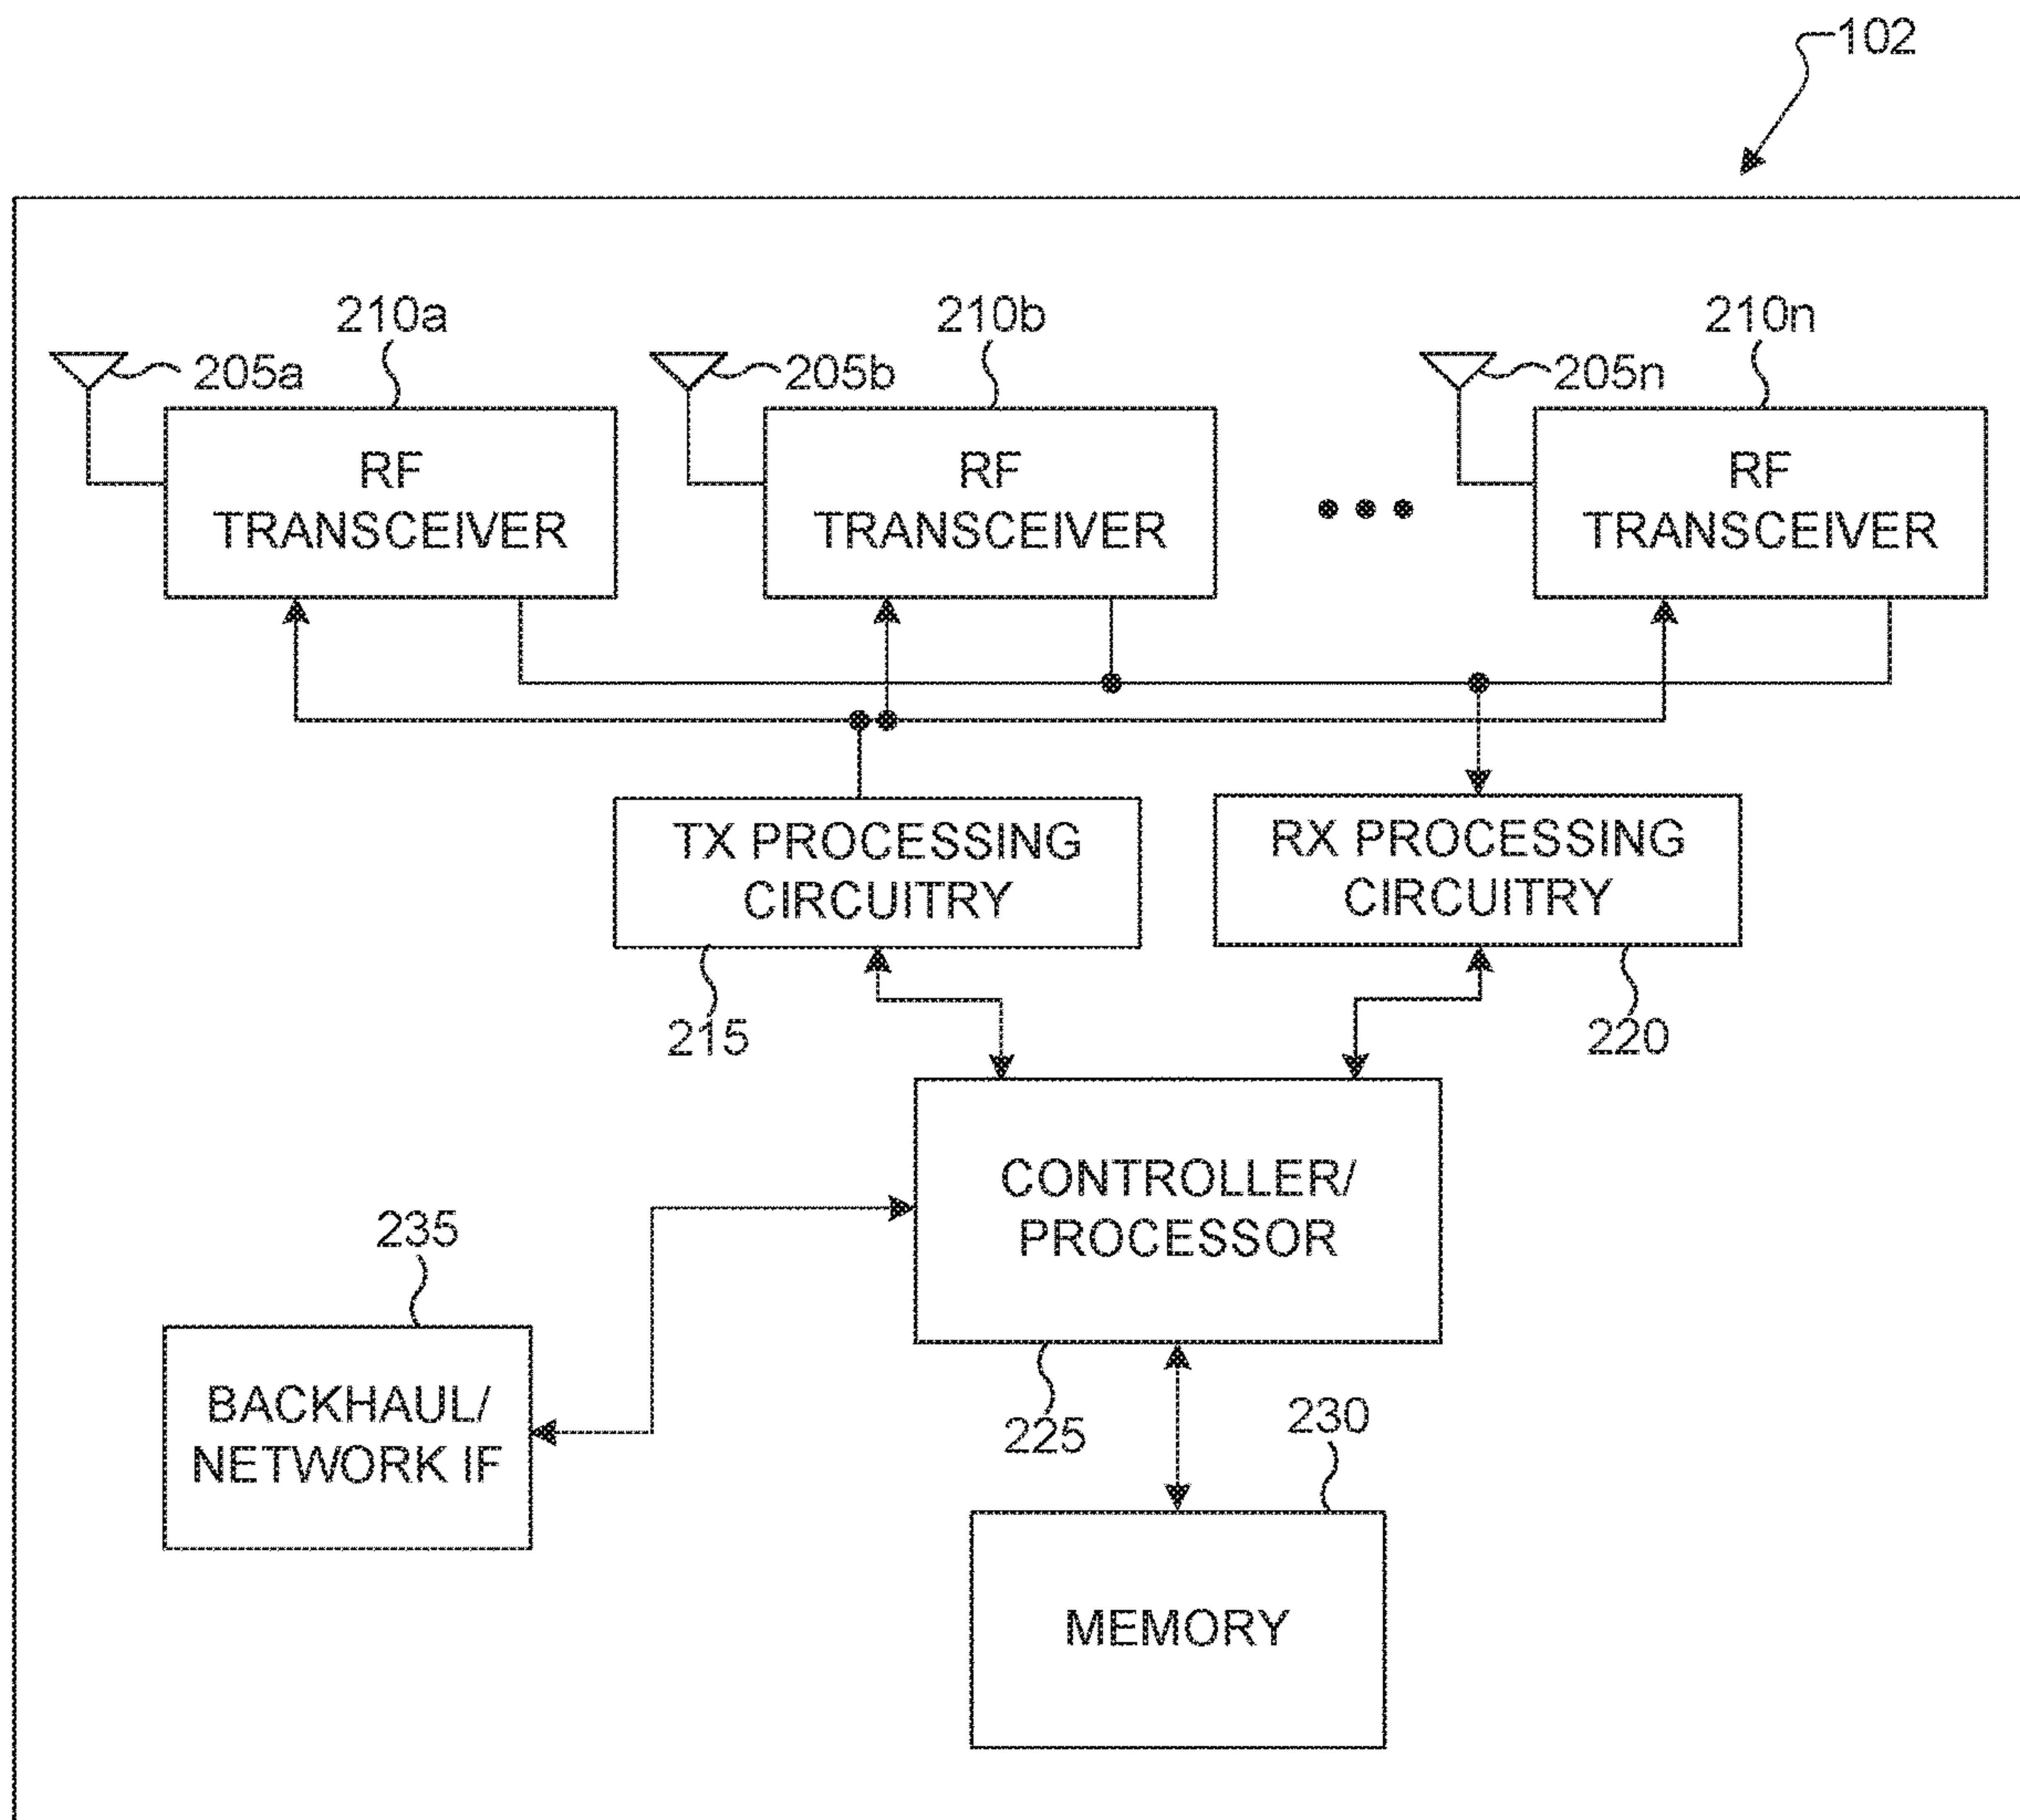 102
210a
210b
210n
205a
205b
205n
RF
TRANSCEIVER
RF
TRANSCEIVER
RF
TRANSCEIVER
TX PROCESSING
CIRCUITRY
RX PROCESSING
CIRCUITRY
215
220
CONTROLLER/
PROCESSOR
235
225
230
BACKHAUL/
NETWORK IF
MEMORY